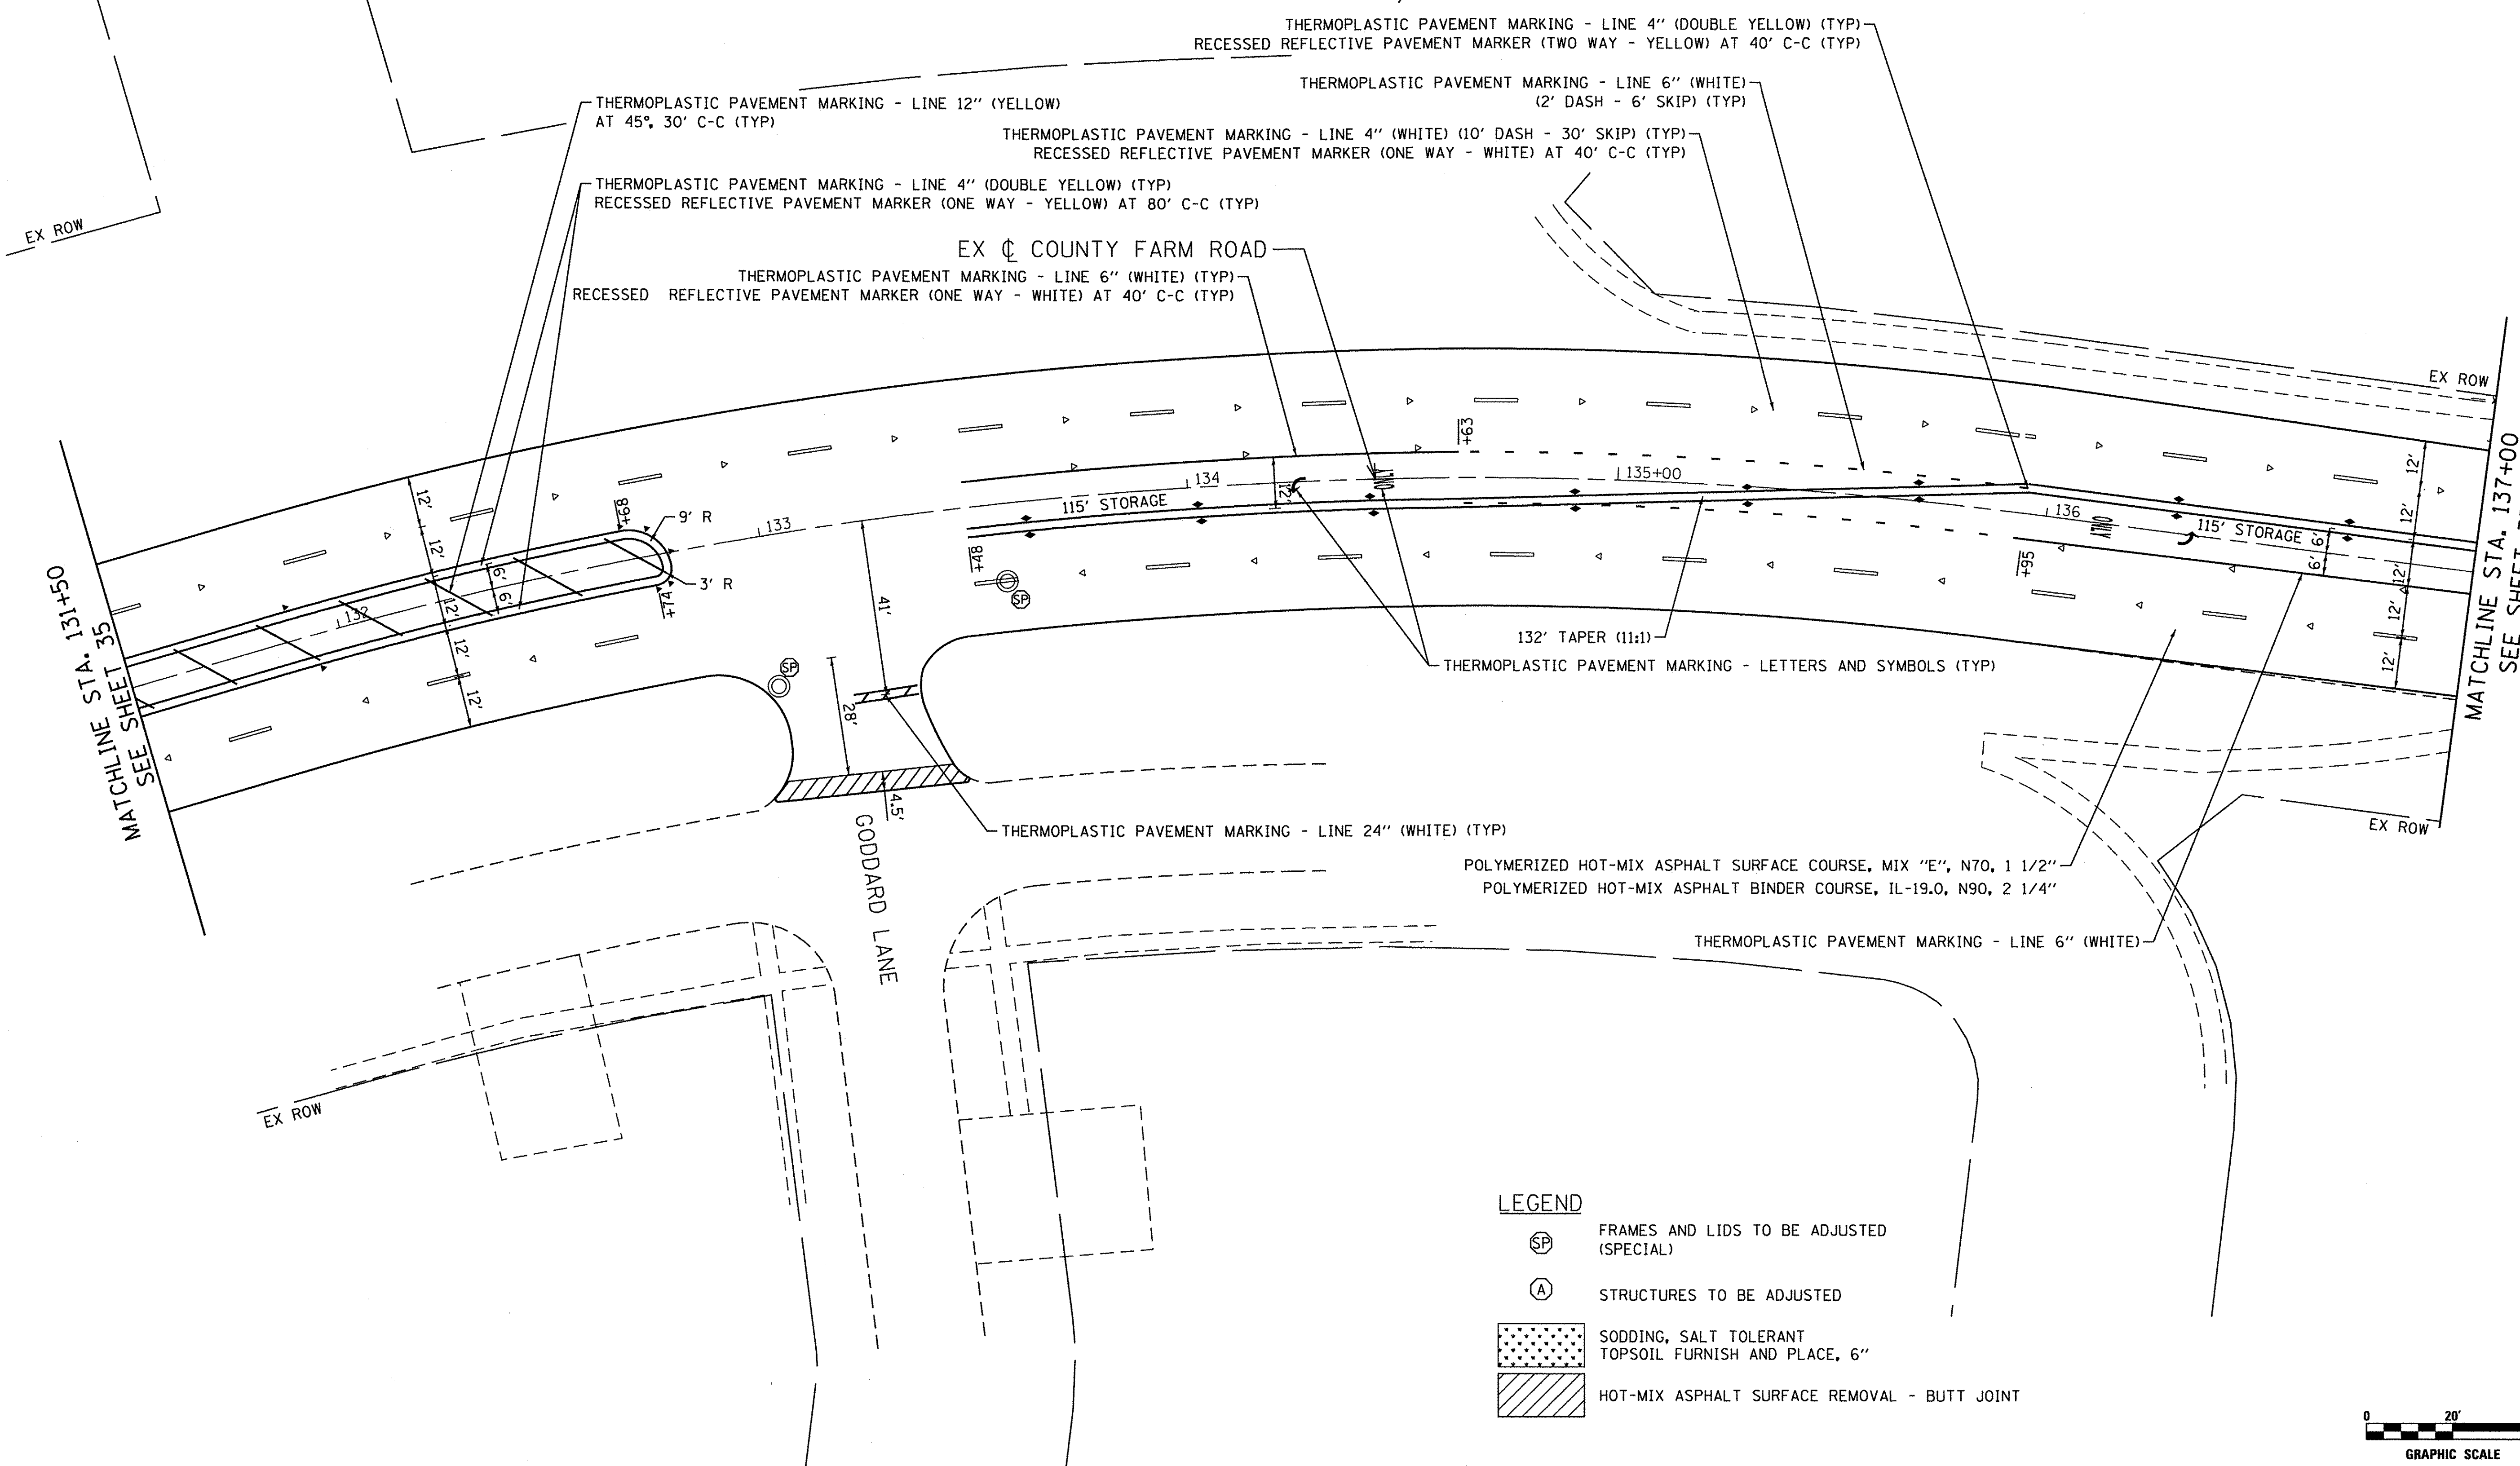 THERMOPLASTIC PAVEMENT MARKING - LINE 4" (DOUBLE YELLOW) (TYP)
RECESSED REFLECTIVE PAVEMENT MARKER (TWO WAY - YELLOW) AT 40' C-C (TYP)
THERMOPLASTIC PAVEMENT MARKING - LINE 6" (WHITE)
(2' DASH - 6' SKIP) (TYP)
THERMOPLASTIC PAVEMENT MARKING - LINE 12" (YELLOW)
AT 45°, 30' C-C (TYP)
THERMOPLASTIC PAVEMENT MARKING - LINE 4" (WHITE) (10' DASH - 30' SKIP) (TYP)
RECESSED REFLECTIVE PAVEMENT MARKER (ONE WAY - WHITE) AT 40' C-C (TYP)
THERMOPLASTIC PAVEMENT MARKING - LINE 4" (DOUBLE YELLOW) (TYP)
RECESSED REFLECTIVE PAVEMENT MARKER (ONE WAY - YELLOW) AT 80' C-C (TYP)
EX ROW
EX ℄ COUNTY FARM ROAD
THERMOPLASTIC PAVEMENT MARKING - LINE 6" (WHITE) (TYP)
RECESSED REFLECTIVE PAVEMENT MARKER (ONE WAY - WHITE) AT 40' C-C (TYP)
EX ROW
MATCHLINE STA. 131+50
SEE SHEET 35
12'
12'
12'
12'
12'
6'
6'
132
+68
9' R
3' R
+74
133
134
115' STORAGE
12'
ONLY
+63
135+00
136
ONLY
115' STORAGE
6'
6'
12'
12'
12'
12'
12'
MATCHLINE STA. 137+00
SEE SHEET
+48
SP
SP
41'
28'
4.5'
+95
132' TAPER (11:1)
THERMOPLASTIC PAVEMENT MARKING - LETTERS AND SYMBOLS (TYP)
GODDARD LANE
THERMOPLASTIC PAVEMENT MARKING - LINE 24" (WHITE) (TYP)
EX ROW
POLYMERIZED HOT-MIX ASPHALT SURFACE COURSE, MIX "E", N70, 1 1/2"
POLYMERIZED HOT-MIX ASPHALT BINDER COURSE, IL-19.0, N90, 2 1/4"
THERMOPLASTIC PAVEMENT MARKING - LINE 6" (WHITE)
EX ROW
LEGEND
SP FRAMES AND LIDS TO BE ADJUSTED
(SPECIAL)
A STRUCTURES TO BE ADJUSTED
SODDING, SALT TOLERANT
TOPSOIL FURNISH AND PLACE, 6"
HOT-MIX ASPHALT SURFACE REMOVAL - BUTT JOINT
0 20'
GRAPHIC SCALE